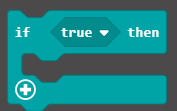 if true then